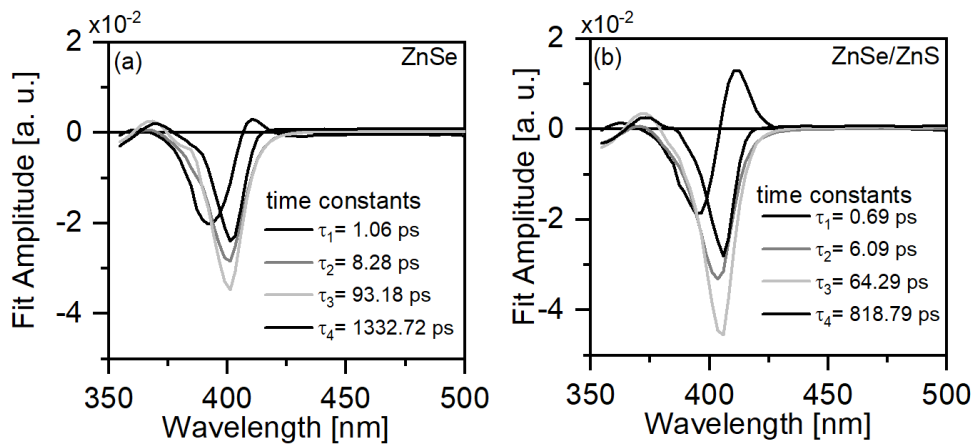 x10⁻²
(a) ZnSe
2
0
-2
-4
Fit Amplitude [a. u.]
time constants
τ₁= 1.06 ps
τ₂= 8.28 ps
τ₃= 93.18 ps
τ₄= 1332.72 ps
350 400 450 500
Wavelength [nm]
x10⁻²
(b) ZnSe/ZnS
2
0
-2
-4
Fit Amplitude [a. u.]
time constants
τ₁= 0.69 ps
τ₂= 6.09 ps
τ₃= 64.29 ps
τ₄= 818.79 ps
350 400 450 500
Wavelength [nm]